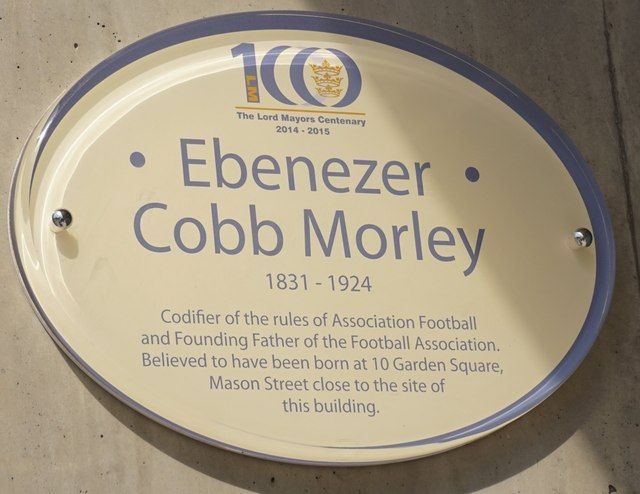 100
LM
The Lord Mayors Centenary
2014 - 2015
• Ebenezer •
Cobb Morley
1831 - 1924
Codifier of the rules of Association Football
and Founding Father of the Football Association.
Believed to have been born at 10 Garden Square,
Mason Street close to the site of
this building.